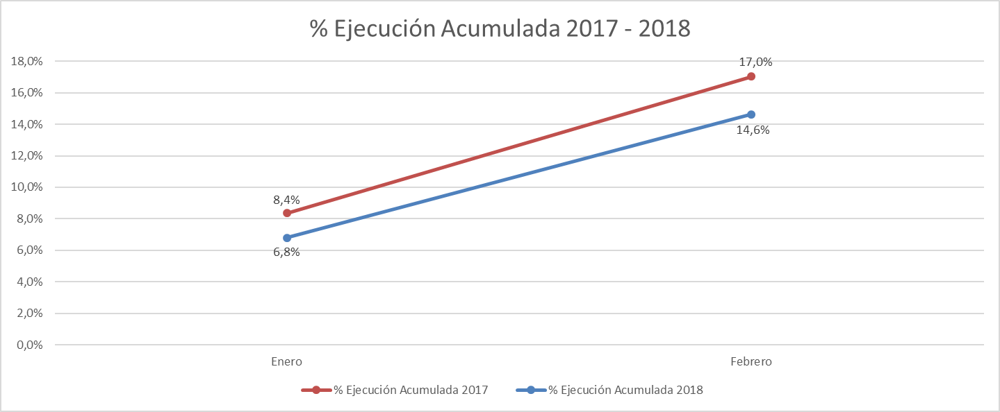 % Ejecución Acumulada 2017 - 2018
18,0%
16,0%
14,0%
12,0%
10,0%
8,0%
6,0%
4,0%
2,0%
0,0%
17,0%
14,6%
8,4%
6,8%
Enero
Febrero
% Ejecución Acumulada 2017
% Ejecución Acumulada 2018